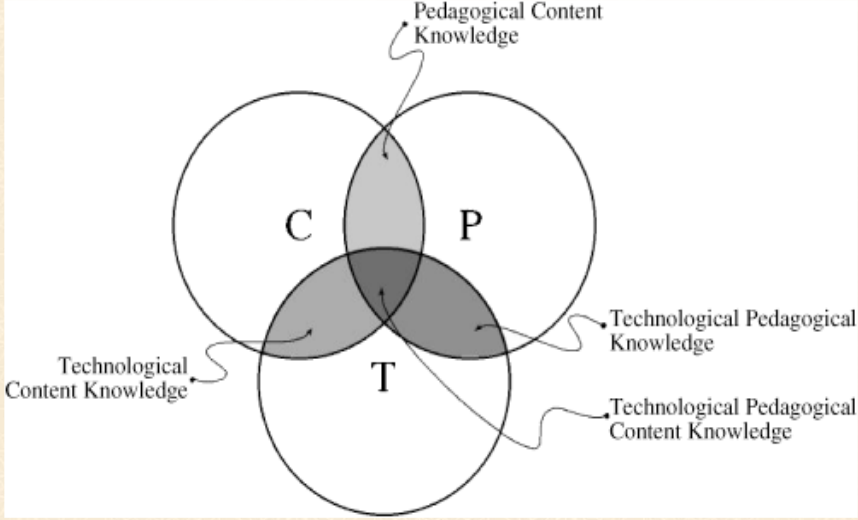 Pedagogical Content
Knowledge
C
P
Technological Pedagogical
Knowledge
Technological
Content Knowledge
T
Technological Pedagogical
Content Knowledge